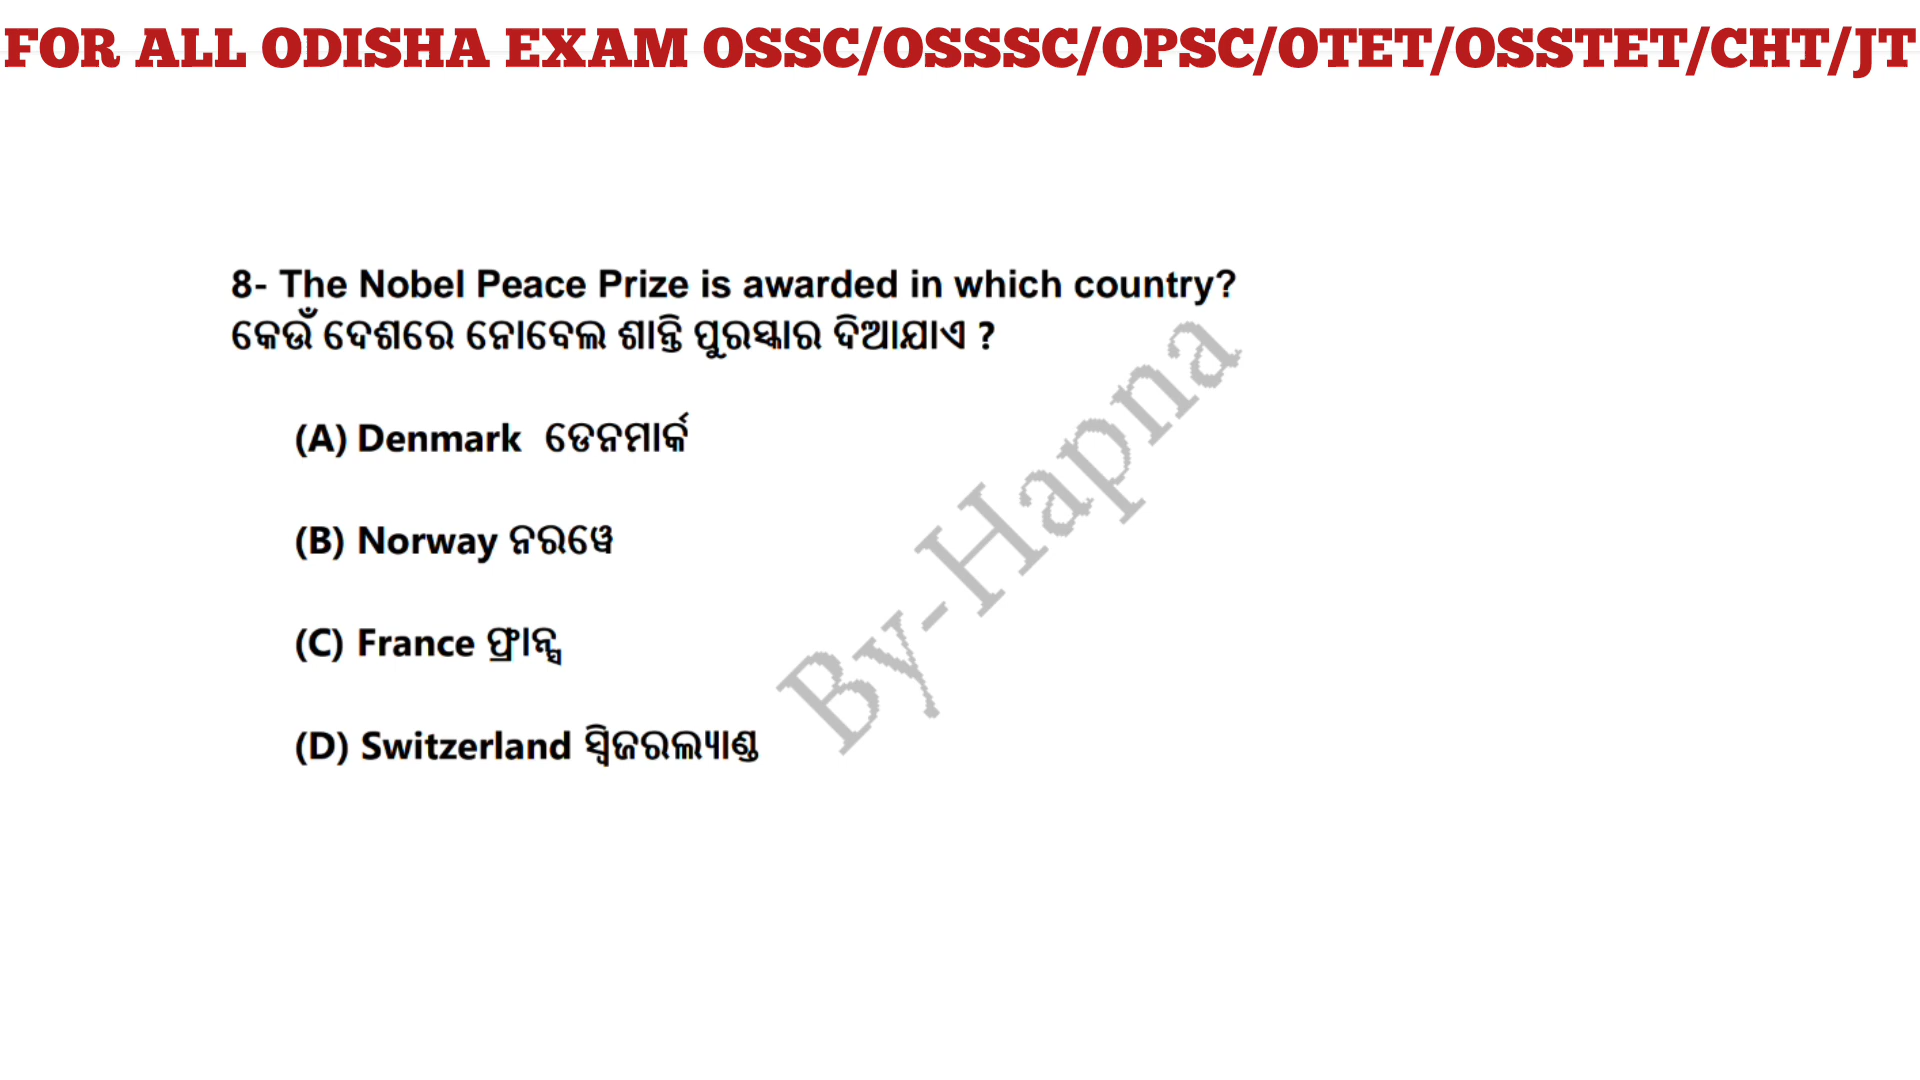 FOR ALL ODISHA EXAM OSSC/OSSSC/OPSC/OTET/OSSTET/CHT/JT
8- The Nobel Peace Prize is awarded in which country?
କେଉଁ ଦେଶରେ ନୋବେଲ ଶାନ୍ତି ପୁରସ୍କାର ଦିଆଯାଏ ?
(A) Denmark ଡେନମାର୍କ
(B) Norway ନରୱେ
(C) France ଫ୍ରାନ୍ସ
(D) Switzerland ସ୍ଵିଜରଲ୍ୟାଣ୍ଡ
By-Hapna